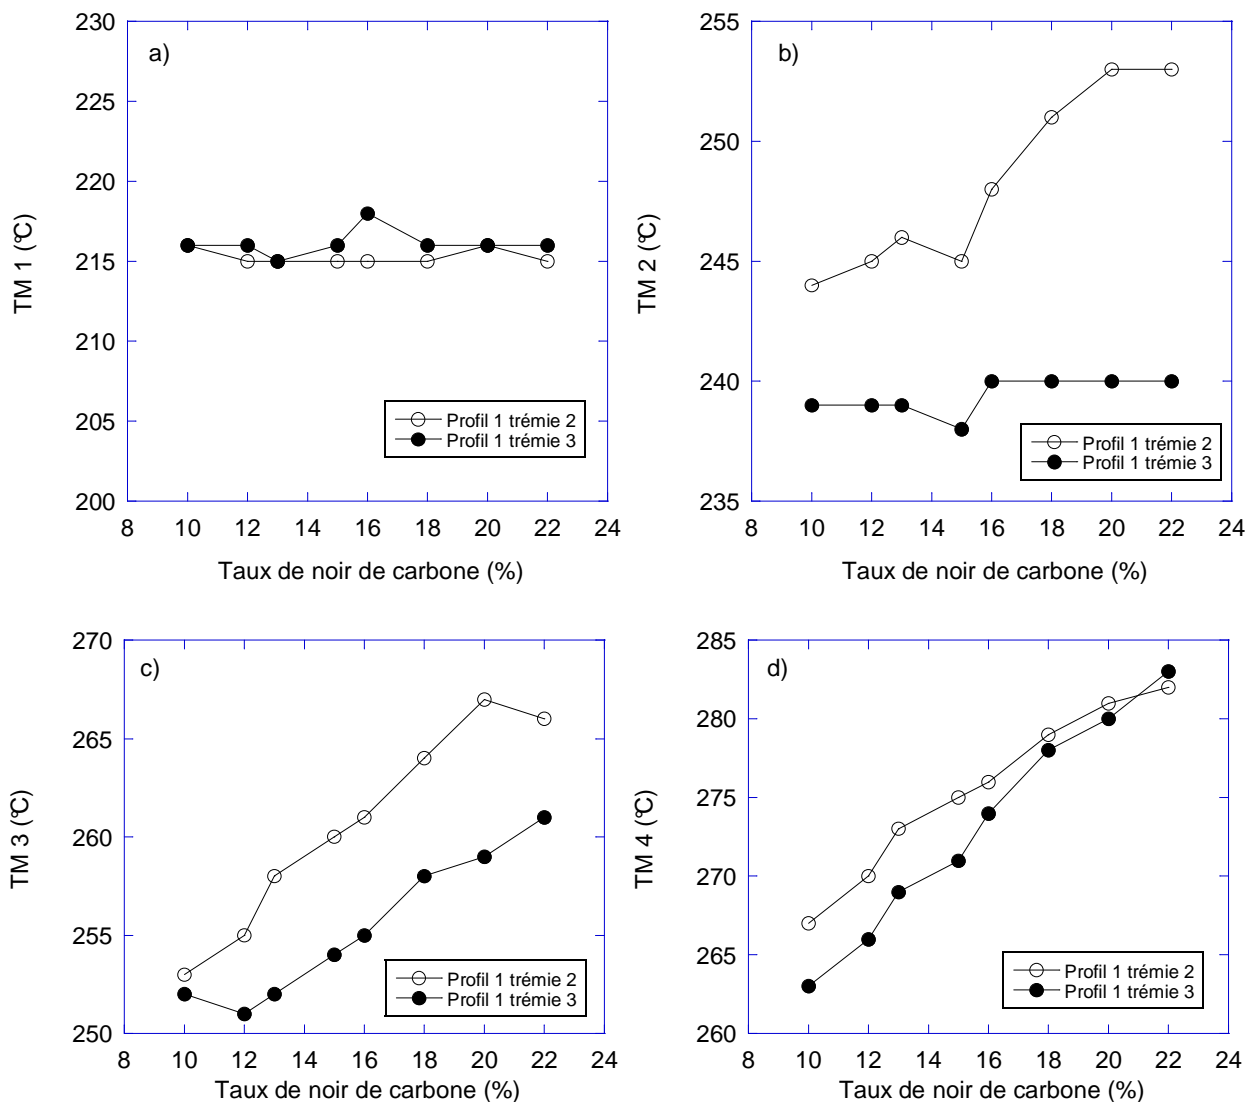 a)
230
225
220
215
210
205
200
TM 1 (°C)
8 10 12 14 16 18 20 22 24
Taux de noir de carbone (%)
Profil 1 trémie 2
Profil 1 trémie 3
b)
255
250
245
240
235
TM 2 (°C)
8 10 12 14 16 18 20 22 24
Taux de noir de carbone (%)
Profil 1 trémie 2
Profil 1 trémie 3
c)
270
265
260
255
250
TM 3 (°C)
8 10 12 14 16 18 20 22 24
Taux de noir de carbone (%)
Profil 1 trémie 2
Profil 1 trémie 3
d)
285
280
275
270
265
260
TM 4 (°C)
8 10 12 14 16 18 20 22 24
Taux de noir de carbone (%)
Profil 1 trémie 2
Profil 1 trémie 3